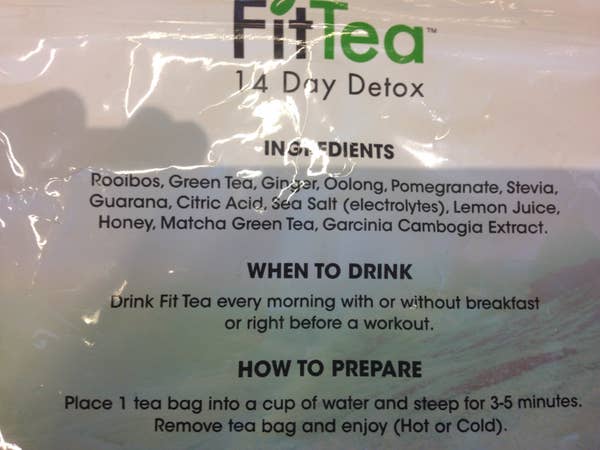 FitTea™
14 Day Detox
INGREDIENTS
Rooibos, Green Tea, Ginger, Oolong, Pomegranate, Stevia,
Guarana, Citric Acid, Sea Salt (electrolytes), Lemon Juice,
Honey, Matcha Green Tea, Garcinia Cambogia Extract.
WHEN TO DRINK
Drink Fit Tea every morning with or without breakfast
or right before a workout.
HOW TO PREPARE
Place 1 tea bag into a cup of water and steep for 3-5 minutes.
Remove tea bag and enjoy (Hot or Cold).